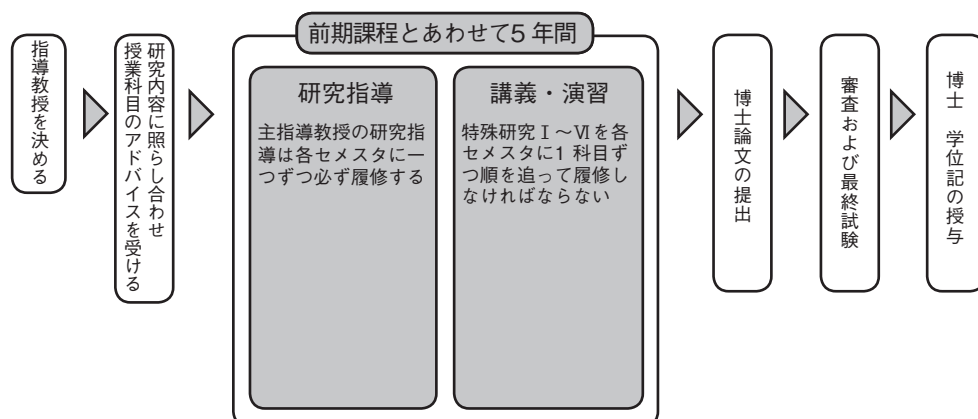 指導教授を決める
研究内容に照らし合わせ
授業科目のアドバイスを受ける
前期課程とあわせて5年間
研究指導
主指導教授の研究指
導は各セメスタに一
つずつ必ず履修する
講義・演習
特殊研究Ⅰ～Ⅵを各
セメスタに1科目ず
つ順を追って履修し
なければならない
博士論文の提出
審査および最終試験
博士　学位記の授与